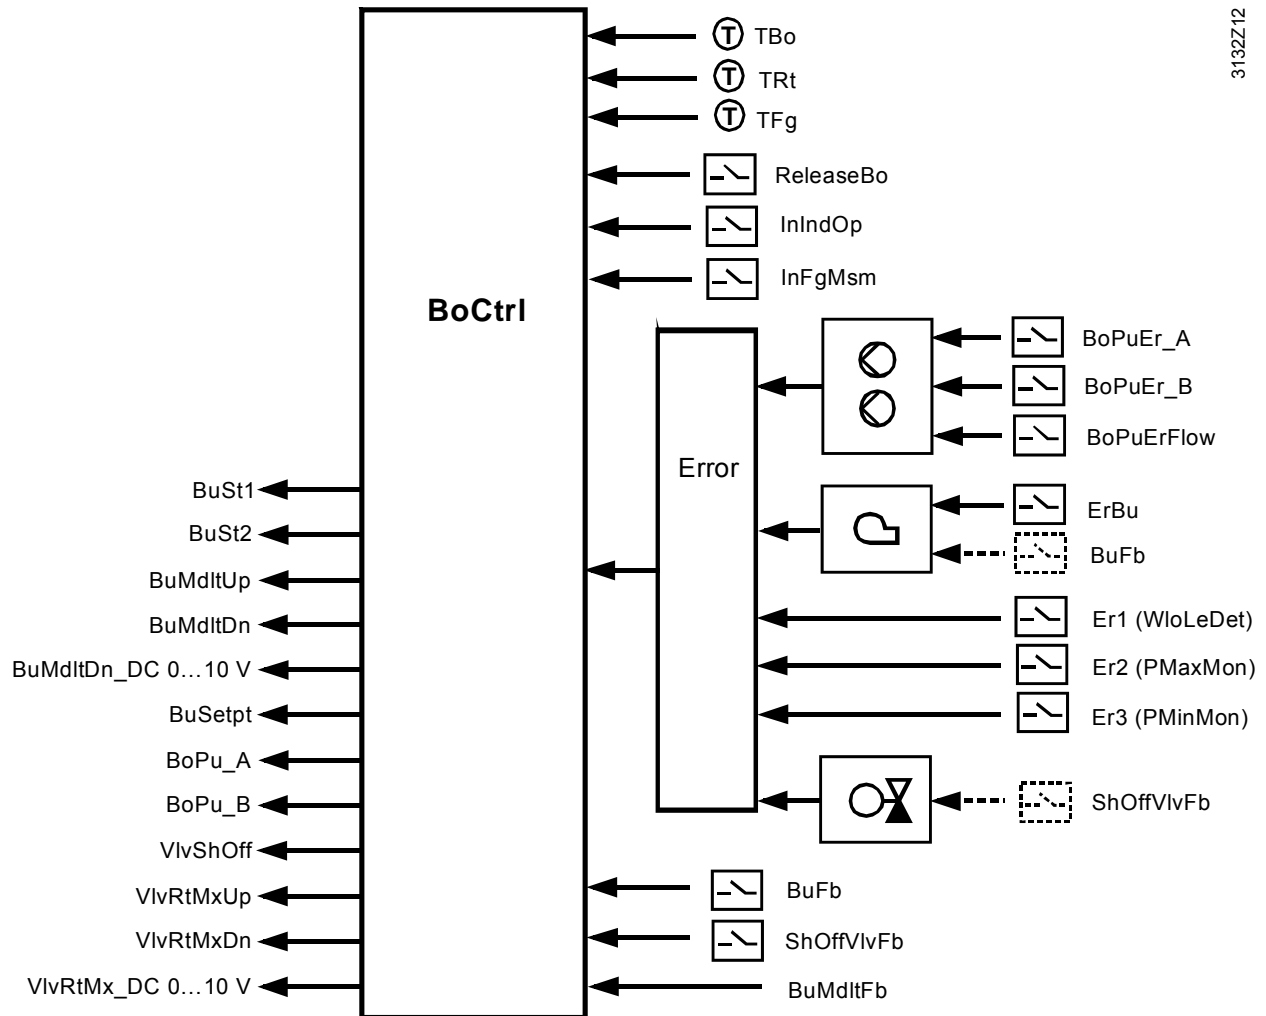 3132Z12
T TBo
T TRt
T TFg
ReleaseBo
InIndOp
InFgMsm
BoCtrl
BoPuEr_A
BoPuEr_B
BoPuErFlow
Error
ErBu
BuFb
Er1 (WloLeDet)
Er2 (PMaxMon)
Er3 (PMinMon)
ShOffVlvFb
BuSt1
BuSt2
BuMdltUp
BuMdltDn
BuMdltDn_DC 0...10 V
BuSetpt
BoPu_A
BoPu_B
VlvShOff
VlvRtMxUp
VlvRtMxDn
VlvRtMx_DC 0...10 V
BuFb
ShOffVlvFb
BuMdltFb